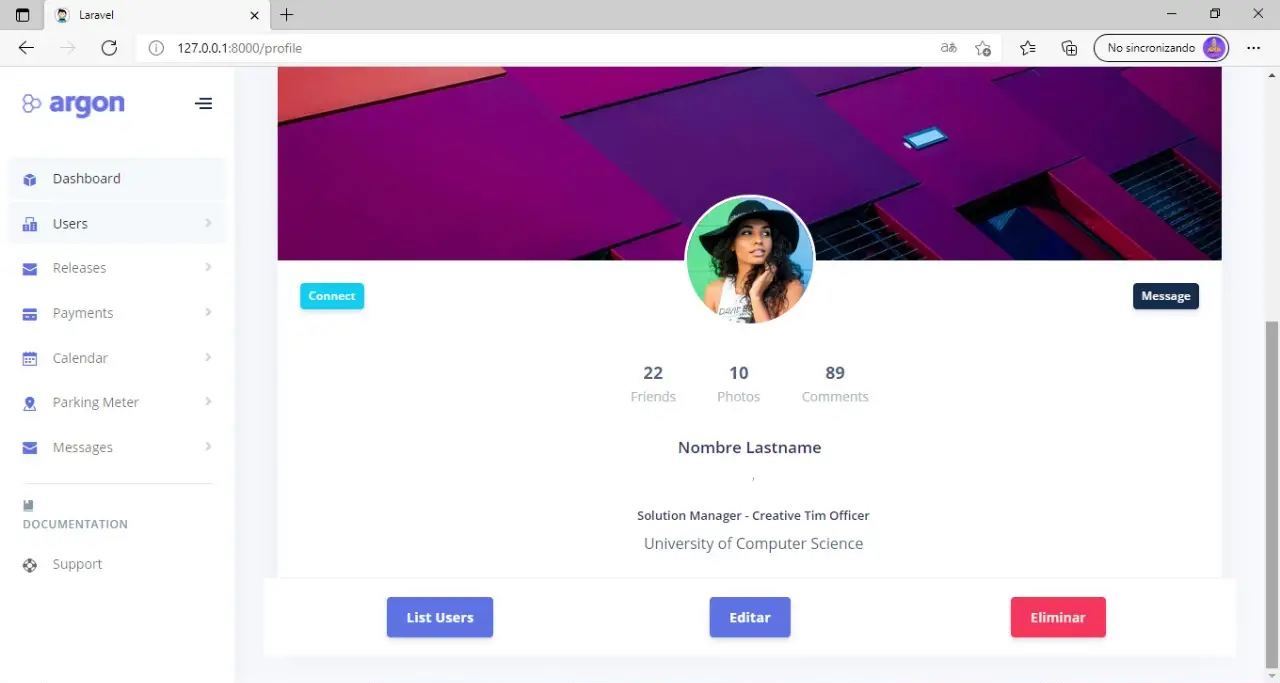 Laravel
127.0.0.1:8000/profile
No sincronizando
argon
Dashboard
Users
Releases
Payments
Calendar
Parking Meter
Messages
DOCUMENTATION
Support
Connect
Message
22 10 89
Friends Photos Comments
Nombre Lastname
,
Solution Manager - Creative Tim Officer
University of Computer Science
List Users Editar Eliminar